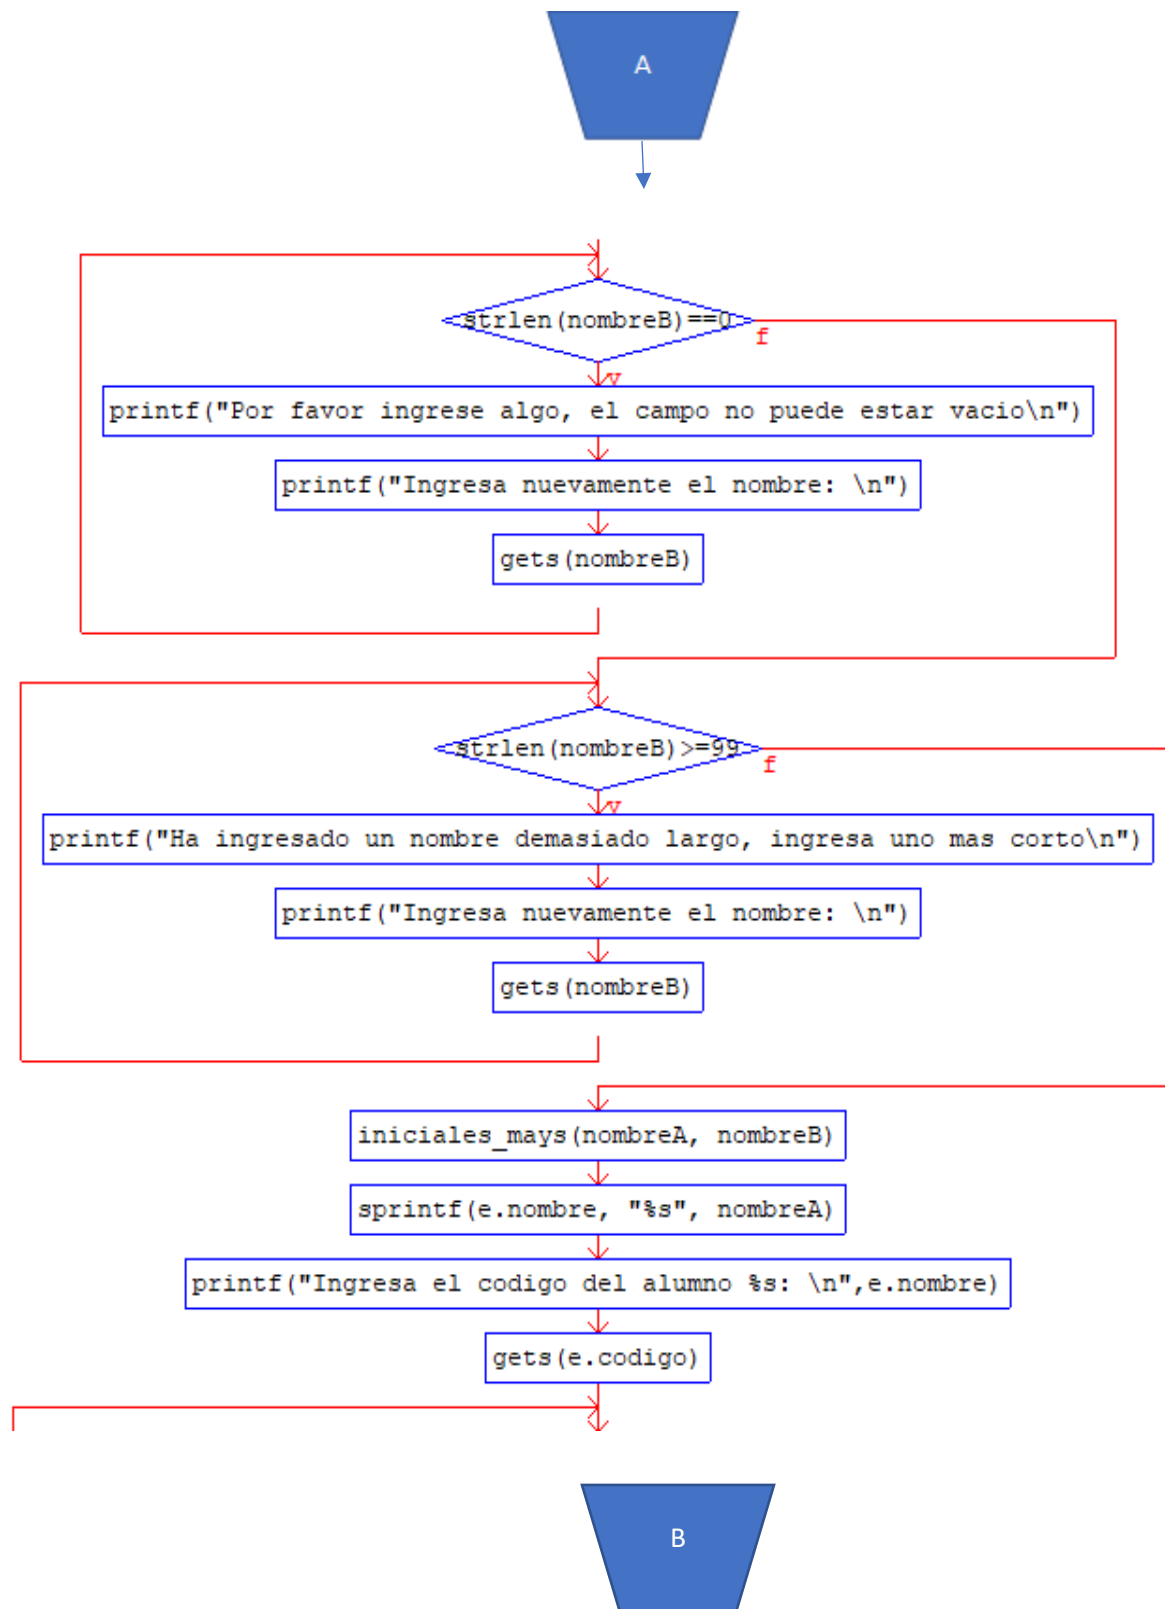 A
strlen(nombreB)==0
f
v
printf("Por favor ingrese algo, el campo no puede estar vacio\n")
printf("Ingresa nuevamente el nombre: \n")
gets(nombreB)
strlen(nombreB)>=99
f
v
printf("Ha ingresado un nombre demasiado largo, ingresa uno mas corto\n")
printf("Ingresa nuevamente el nombre: \n")
gets(nombreB)
iniciales_mays(nombreA, nombreB)
sprintf(e.nombre, "%s", nombreA)
printf("Ingresa el codigo del alumno %s: \n",e.nombre)
gets(e.codigo)
B